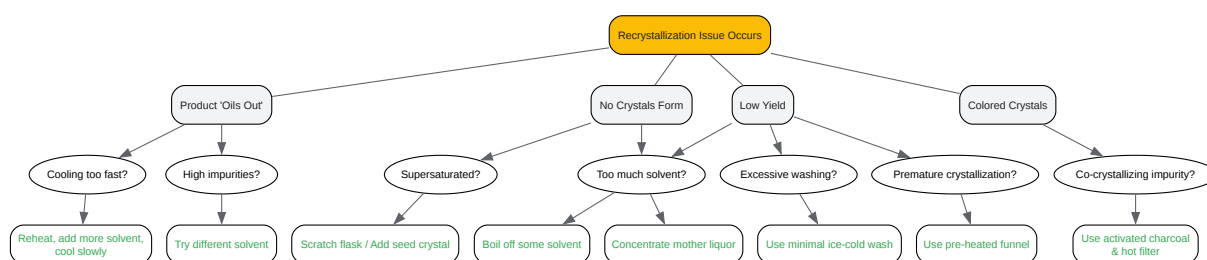 Recrystallization Issue Occurs
Product 'Oils Out'
No Crystals Form
Low Yield
Colored Crystals
Cooling too fast?
High impurities?
Supersaturated?
Too much solvent?
Excessive washing?
Premature crystallization?
Co-crystallizing impurity?
Reheat, add more solvent,
cool slowly
Try different solvent
Scratch flask / Add seed crystal
Boil off some solvent
Concentrate mother liquor
Use minimal ice-cold wash
Use pre-heated funnel
Use activated charcoal
& hot filter